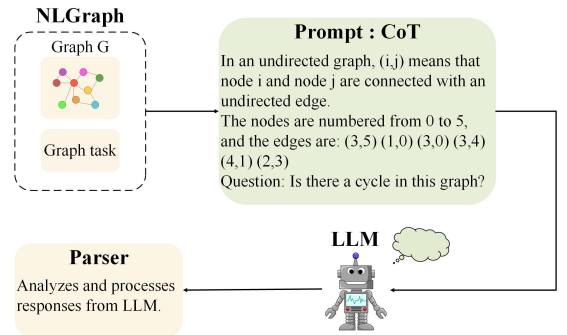 NLGraph
Graph G
Graph task
Prompt : CoT
In an undirected graph, (i,j) means that
node i and node j are connected with an
undirected edge.
The nodes are numbered from 0 to 5,
and the edges are: (3,5) (1,0) (3,0) (3,4)
(4,1) (2,3)
Question: Is there a cycle in this graph?
LLM
Parser
Analyzes and processes
responses from LLM.